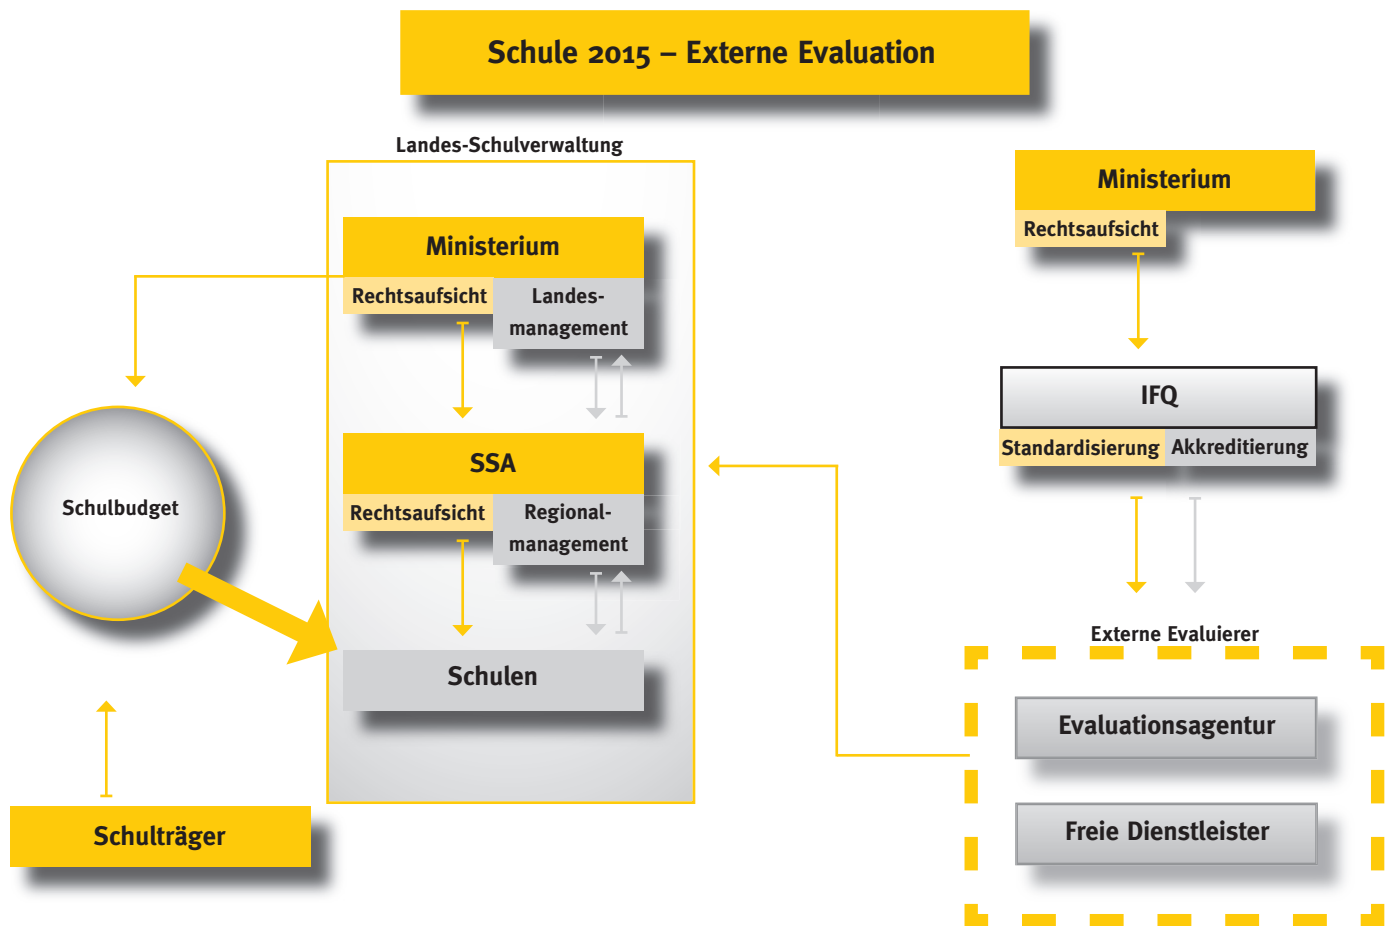 Schule 2015 – Externe Evaluation
Landes-Schulverwaltung
Ministerium
Rechtsaufsicht
Landes-
management
SSA
Rechtsaufsicht
Regional-
management
Schulen
Schulbudget
Schulträger
Ministerium
Rechtsaufsicht
IFQ
Standardisierung
Akkreditierung
Externe Evaluierer
Evaluationsagentur
Freie Dienstleister